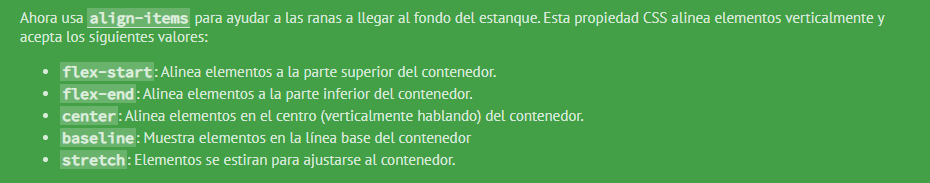 Ahora usa align-items para ayudar a las ranas a llegar al fondo del estanque. Esta propiedad CSS alinea elementos verticalmente y
acepta los siguientes valores:
• flex-start: Alinea elementos a la parte superior del contenedor.
• flex-end: Alinea elementos a la parte inferior del contenedor.
• center: Alinea elementos en el centro (verticalmente hablando) del contenedor.
• baseline: Muestra elementos en la línea base del contenedor
• stretch: Elementos se estiran para ajustarse al contenedor.